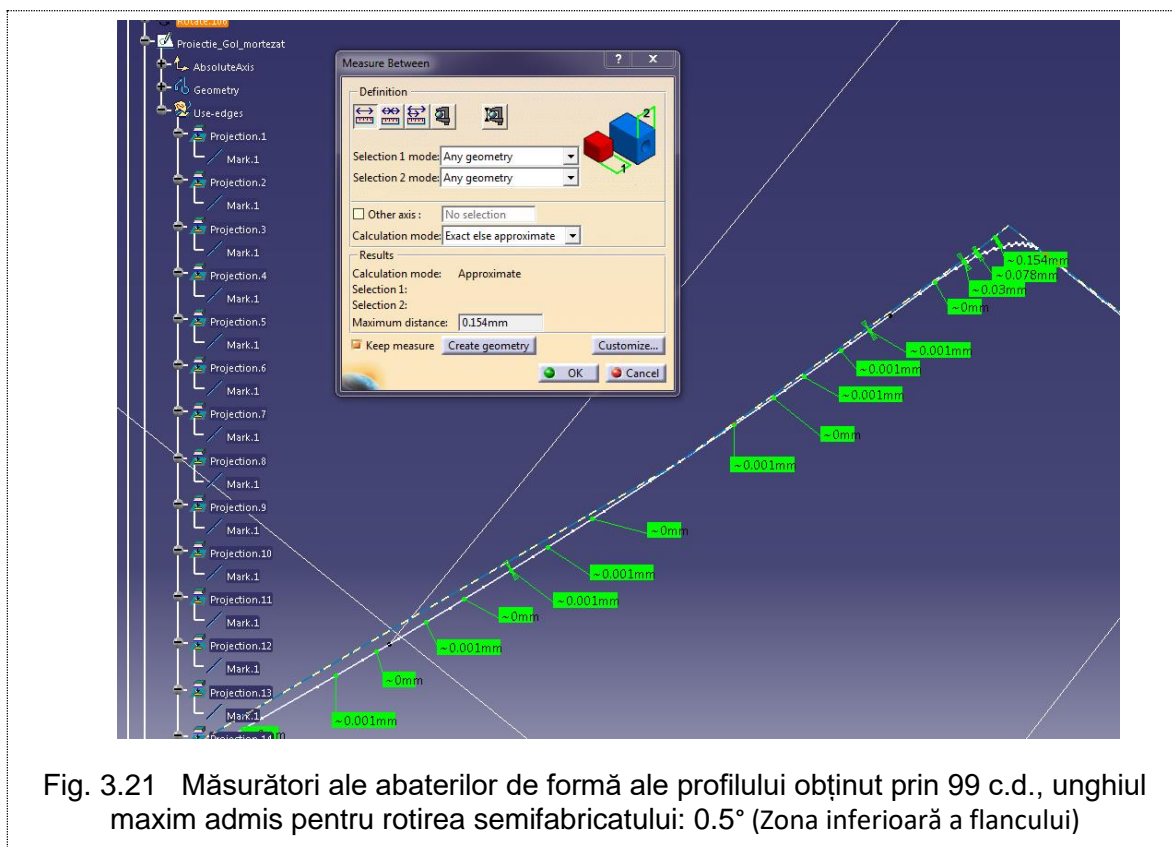 Rotate.106
Proiectie_Gol_mortezat
AbsoluteAxis
Geometry
Use-edges
Projection.1
Mark.1
Projection.2
Mark.1
Projection.3
Mark.1
Projection.4
Mark.1
Projection.5
Mark.1
Projection.6
Mark.1
Projection.7
Mark.1
Projection.8
Mark.1
Projection.9
Mark.1
Projection.10
Mark.1
Projection.11
Mark.1
Projection.12
Mark.1
Projection.13
Mark.1
Projection.14
Measure Between
? X
Definition
2
1
Selection 1 mode: Any geometry
Selection 2 mode: Any geometry
Other axis : No selection
Calculation mode: Exact else approximate
Results
Calculation mode: Approximate
Selection 1:
Selection 2:
Maximum distance: 0.154mm
Keep measure Create geometry Customize...
OK Cancel
~0.154mm
~0.078mm
~0.03mm
~0mm
~0.001mm
~0.001mm
~0.001mm
~0mm
~0.001mm
~0mm
~0.001mm
~0.001mm
~0mm
~0.001mm
~0mm
~0.001mm
Fig. 3.21 Măsurători ale abaterilor de formă ale profilului obținut prin 99 c.d., unghiul
maxim admis pentru rotirea semifabricatului: 0.5° (Zona inferioară a flancului)